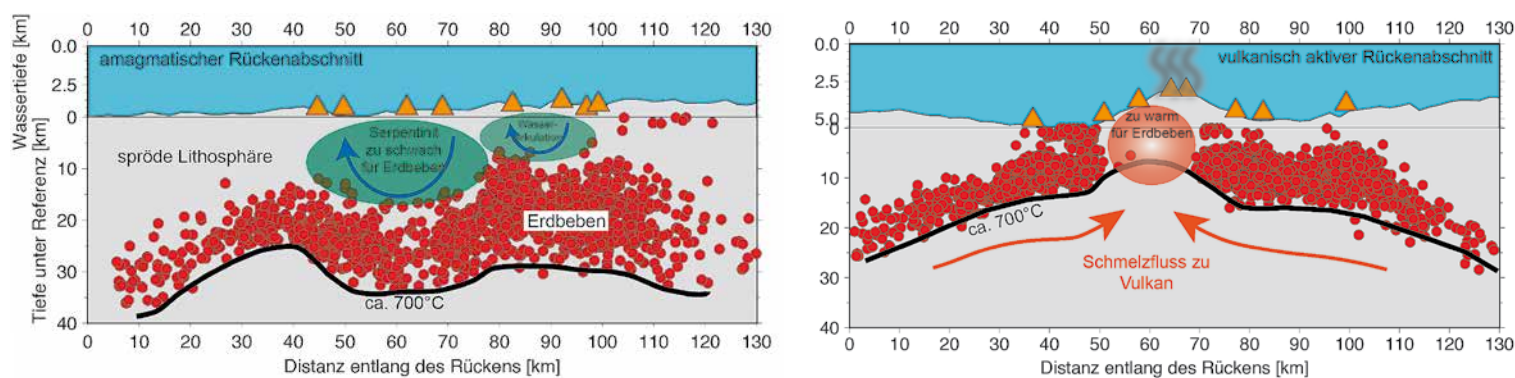 0 10 20 30 40 50 60 70 80 90 100 110 120 130
Wassertiefe [km]
0.0
2.5
0
amagmatischer Rückenabschnitt
Serpentinit
zu schwach
für Erdbeben
Wasser-
zirkulation
spröde Lithosphäre
Erdbeben
ca. 700°C
Tiefe unter Referenz [km]
10
20
30
40
0 10 20 30 40 50 60 70 80 90 100 110 120 130
Distanz entlang des Rückens [km]
0 10 20 30 40 50 60 70 80 90 100 110 120 130
0.0
2.5
5.0
0
vulkanisch aktiver Rückenabschnitt
zu warm
für Erdbeben
ca. 700°C
Schmelzfluss zu
Vulkan
10
20
30
40
0 10 20 30 40 50 60 70 80 90 100 110 120 130
Distanz entlang des Rückens [km]